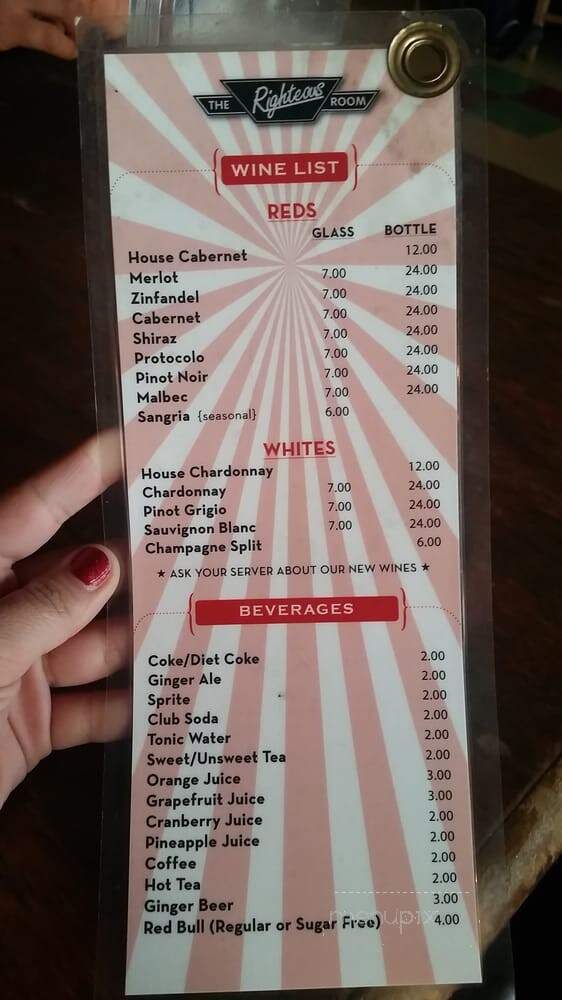 THE Righteous ROOM
WINE LIST
REDS
GLASS BOTTLE
House Cabernet 12.00
Merlot 7.00 24.00
Zinfandel 7.00 24.00
Cabernet 7.00 24.00
Shiraz 7.00 24.00
Protocolo 7.00 24.00
Pinot Noir 7.00 24.00
Malbec 7.00 24.00
Sangria {seasonal} 6.00
WHITES
House Chardonnay 12.00
Chardonnay 7.00 24.00
Pinot Grigio 7.00 24.00
Sauvignon Blanc 7.00 24.00
Champagne Split 6.00
★ ASK YOUR SERVER ABOUT OUR NEW WINES ★
BEVERAGES
Coke/Diet Coke 2.00
Ginger Ale 2.00
Sprite 2.00
Club Soda 2.00
Tonic Water 2.00
Sweet/Unsweet Tea 2.00
Orange Juice 3.00
Grapefruit Juice 3.00
Cranberry Juice 2.00
Pineapple Juice 2.00
Coffee 2.00
Hot Tea 2.00
Ginger Beer 3.00
Red Bull (Regular or Sugar Free) 4.00
menupix